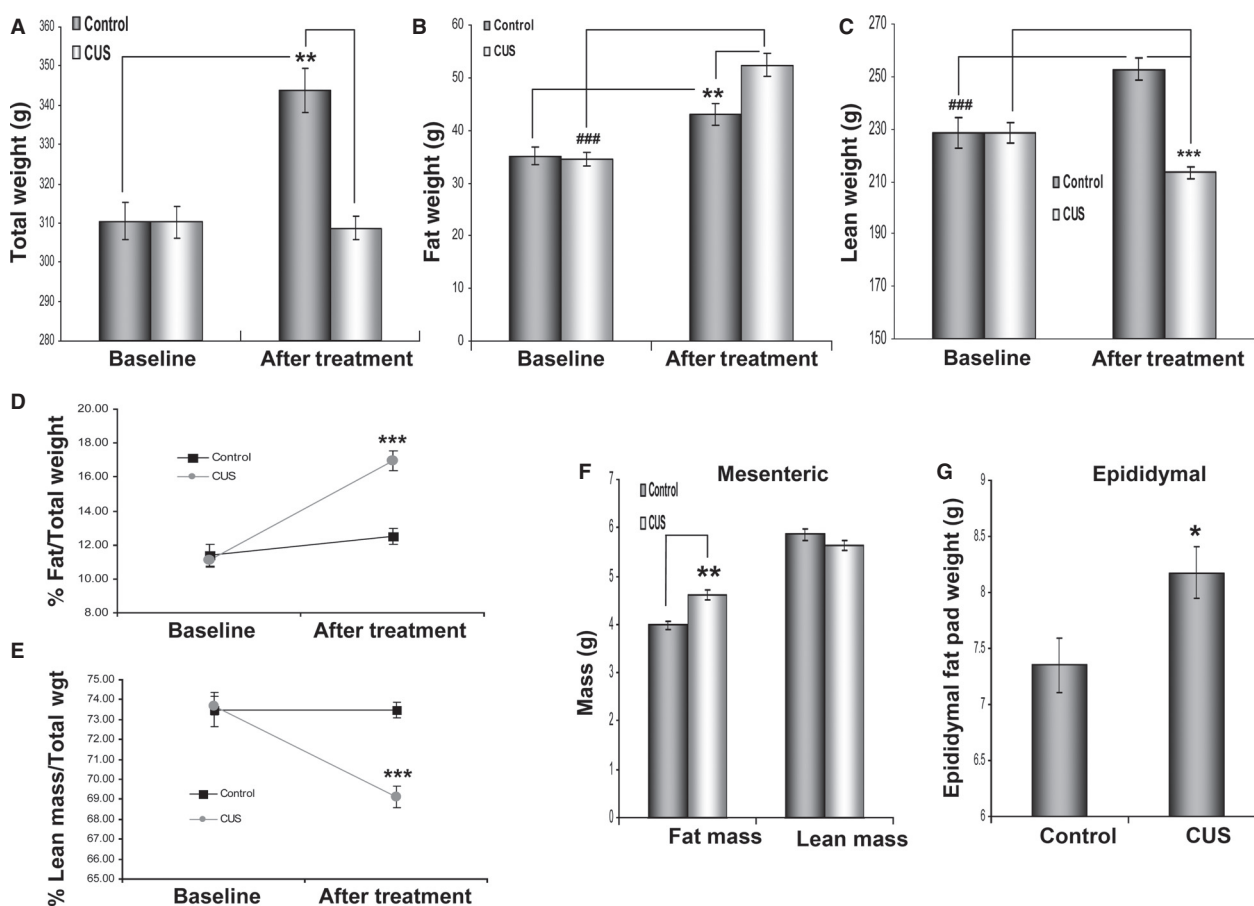 A
Total weight (g)
360
350
340
330
320
310
300
290
280
Control
CUS
**
Baseline
After treatment
B
Fat weight (g)
60
50
40
30
20
10
0
Control
CUS
###
**
Baseline
After treatment
C
Lean weight (g)
270
250
230
210
190
170
150
###
***
Control
CUS
Baseline
After treatment
D
% Fat/Total weight
20.00
18.00
16.00
14.00
12.00
10.00
8.00
Control
CUS
***
Baseline
After treatment
E
% Lean mass/Total wgt
75.00
74.00
73.00
72.00
71.00
70.00
69.00
68.00
67.00
66.00
65.00
Control
CUS
***
Baseline
After treatment
F
Mesenteric
Mass (g)
7
6
5
4
3
2
1
0
Control
CUS
**
Fat mass
Lean mass
G
Epididymal
Epididymal fat pad weight (g)
9
8.5
8
7.5
7
6.5
6
*
Control
CUS